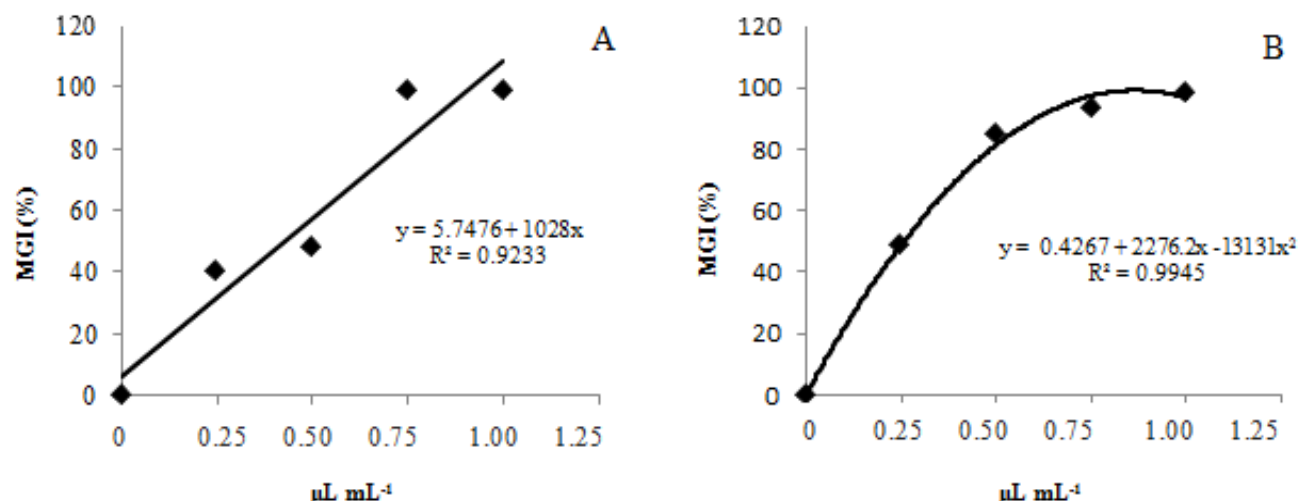 A
120
100
80
60
40
20
0
MGI (%)
y = 5.7476 + 1028x
R² = 0.9233
0 0.25 0.50 0.75 1.00 1.25
µL mL⁻¹
B
120
100
80
60
40
20
0
MGI (%)
y = 0.4267 + 2276.2x -13131x²
R² = 0.9945
0 0.25 0.50 0.75 1.00 1.25
µL mL⁻¹